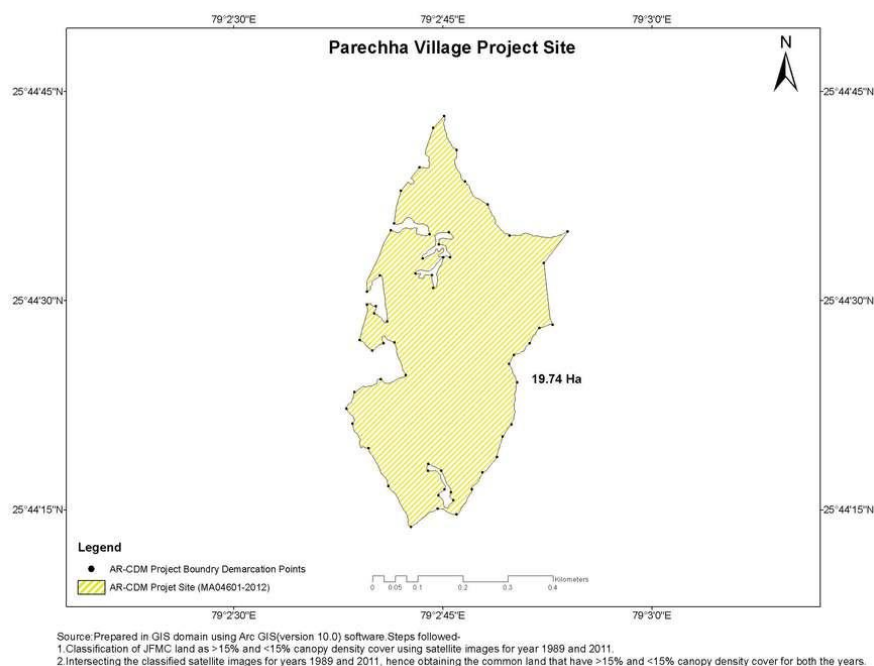 79°2'30"E 79°2'45"E 79°3'0"E
Parechha Village Project Site
N
25°44'45"N 25°44'45"N
25°44'30"N 25°44'30"N
19.74 Ha
25°44'15"N 25°44'15"N
Legend
AR-CDM Project Boundry Demarcation Points
AR-CDM Projet Site (MA04601-2012)
Kilometers
0 0.05 0.1 0.2 0.3 0.4
79°2'30"E 79°2'45"E 79°3'0"E
Source:Prepared in GIS domain using Arc GIS(version 10.0) software.Steps followed-
1.Classification of JFMC land as >15% and <15% canopy density cover using satellite images for year 1989 and 2011.
2.Intersecting the classified satellite images for years 1989 and 2011, hence obtaining the common land that have >15% and <15% canopy density cover for both the years.